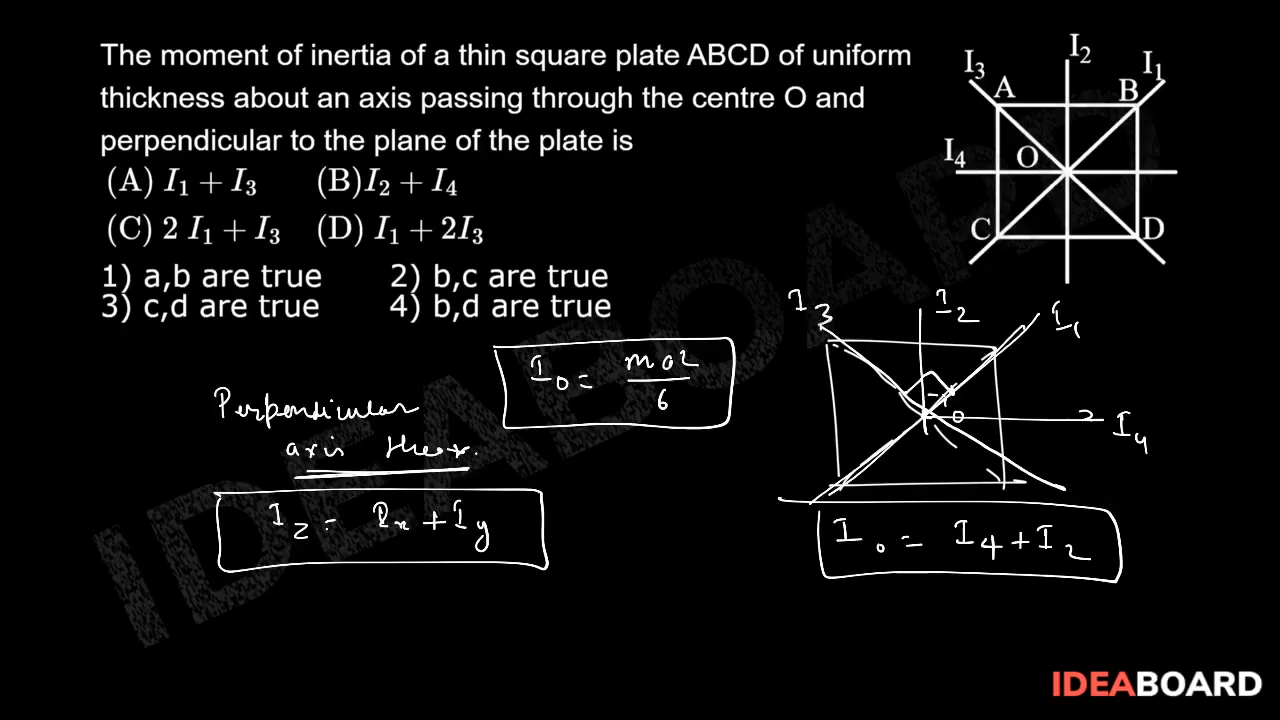 The moment of inertia of a thin square plate ABCD of uniform
thickness about an axis passing through the centre O and
perpendicular to the plane of the plate is
(A) I₁ + I₃ (B)I₂ + I₄
(C) 2 I₁ + I₃ (D) I₁ + 2I₃
1) a,b are true 2) b,c are true
3) c,d are true 4) b,d are true
I₂
I₃ I₁
A B
I₄ O
C D
I₃ I₂ I₁
O I₄
I₀ = ma²/6
Perpendicular
axis theor.
I_z = I_x + I_y
I₀ = I₄ + I₂
IDEABOARD
IDEABOARD